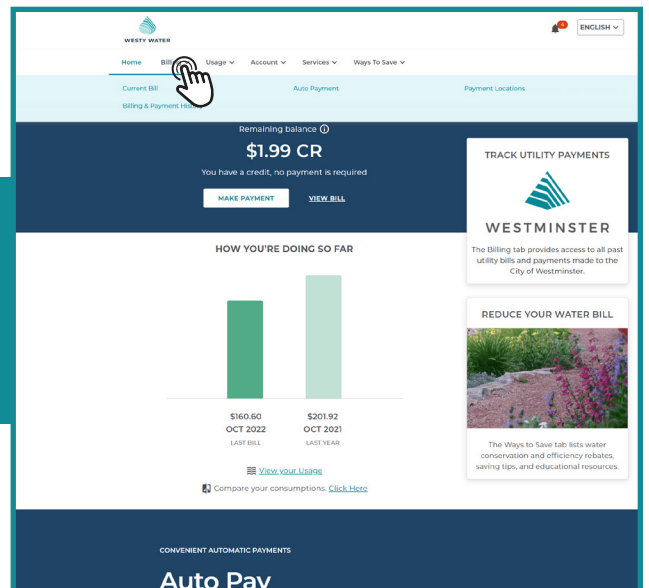 WESTY WATER
4
ENGLISH
Home Billing Usage Account Services Ways To Save
Current Bill Auto Payment Payment Locations
Billing & Payment History
Remaining balance
$1.99 CR
You have a credit, no payment is required
MAKE PAYMENT VIEW BILL
TRACK UTILITY PAYMENTS
WESTMINSTER
The Billing tab provides access to all past
utility bills and payments made to the
City of Westminster.
HOW YOU'RE DOING SO FAR
$160.60 $201.92
OCT 2022 OCT 2021
LAST BILL LAST YEAR
View your Usage
Compare your consumptions. Click Here
REDUCE YOUR WATER BILL
The Ways to Save tab lists water
conservation and efficiency rebates,
saving tips, and educational resources.
CONVENIENT AUTOMATIC PAYMENTS
Auto Pay